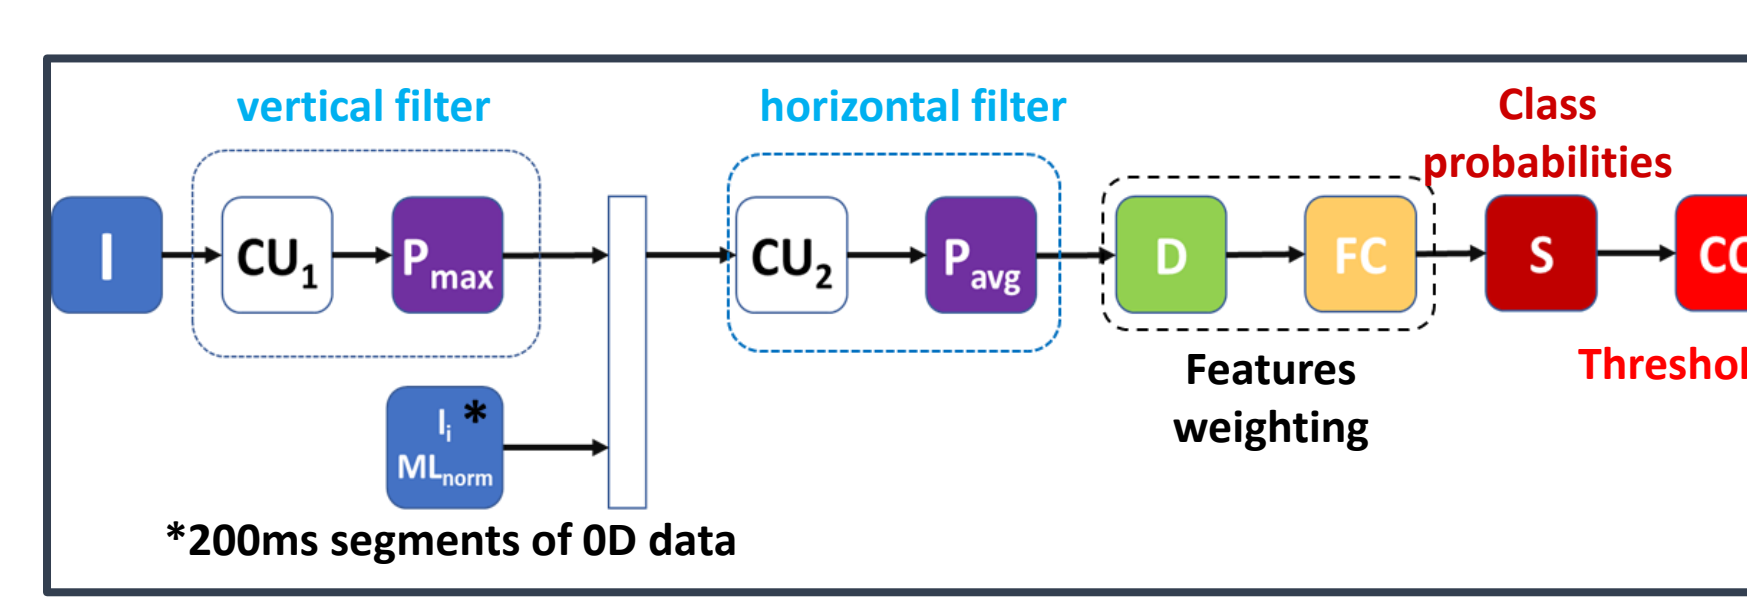 vertical filter
horizontal filter
Class
probabilities
I
CU1
Pmax
CU2
Pavg
D
FC
S
Features
weighting
Ii *
MLnorm
*200ms segments of 0D data